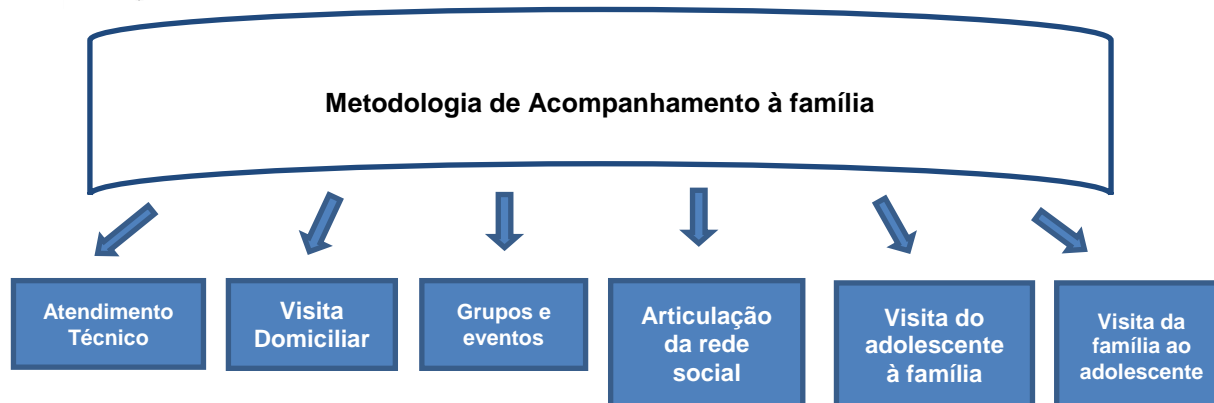 Metodologia de Acompanhamento à família
Atendimento
Técnico
Visita
Domiciliar
Grupos e
eventos
Articulação
da rede
social
Visita do
adolescente
à família
Visita da
família ao
adolescente